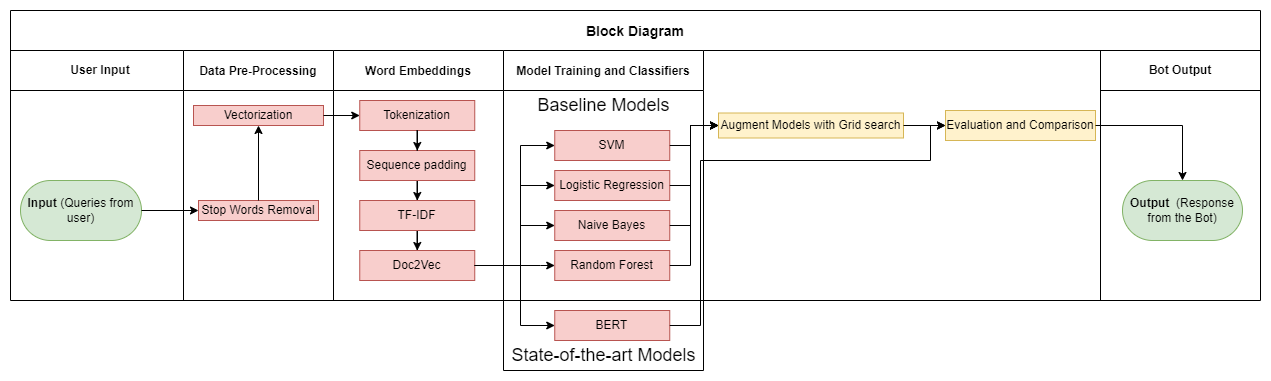 Block Diagram
User Input
Data Pre-Processing
Word Embeddings
Model Training and Classifiers
Bot Output
Input (Queries from
user)
Vectorization
Stop Words Removal
Tokenization
Sequence padding
TF-IDF
Doc2Vec
Baseline Models
SVM
Logistic Regression
Naive Bayes
Random Forest
BERT
State-of-the-art Models
Augment Models with Grid search
Evaluation and Comparison
Output (Response
from the Bot)